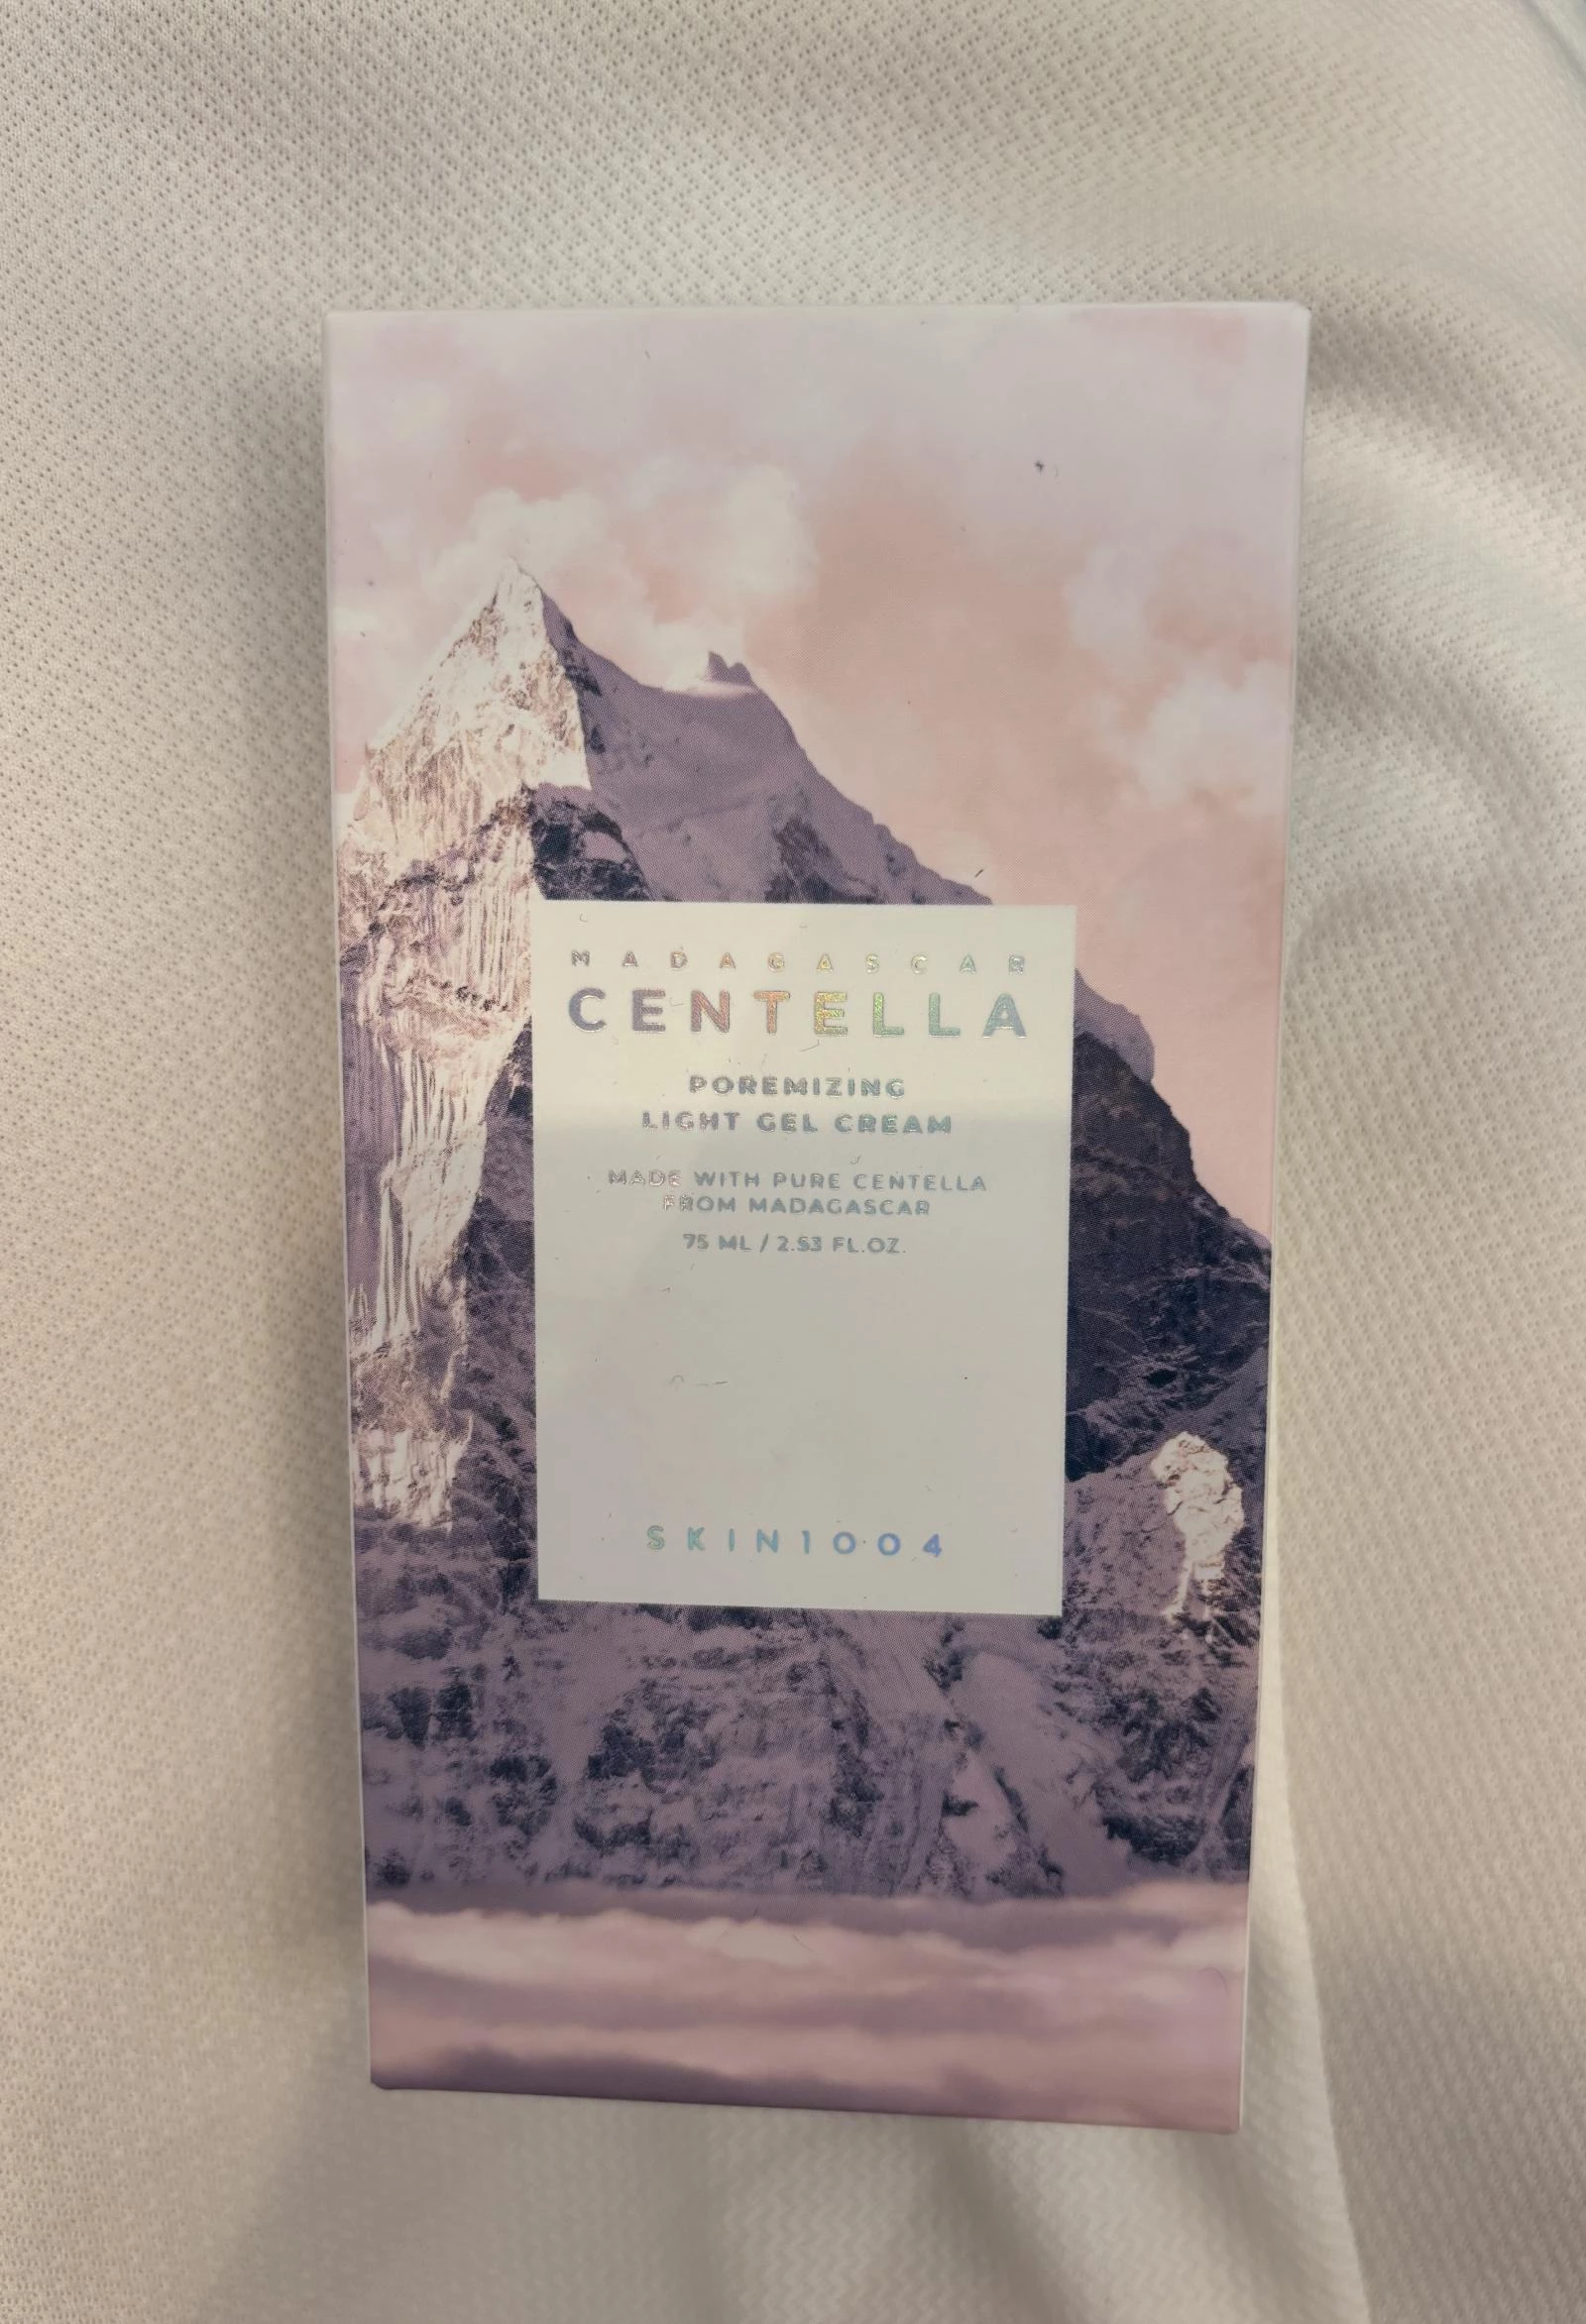 MADAGASCAR
CENTELLA
POREMIZING
LIGHT GEL CREAM
MADE WITH PURE CENTELLA
FROM MADAGASCAR
75 ML / 2.53 FL.OZ.
SKIN1004